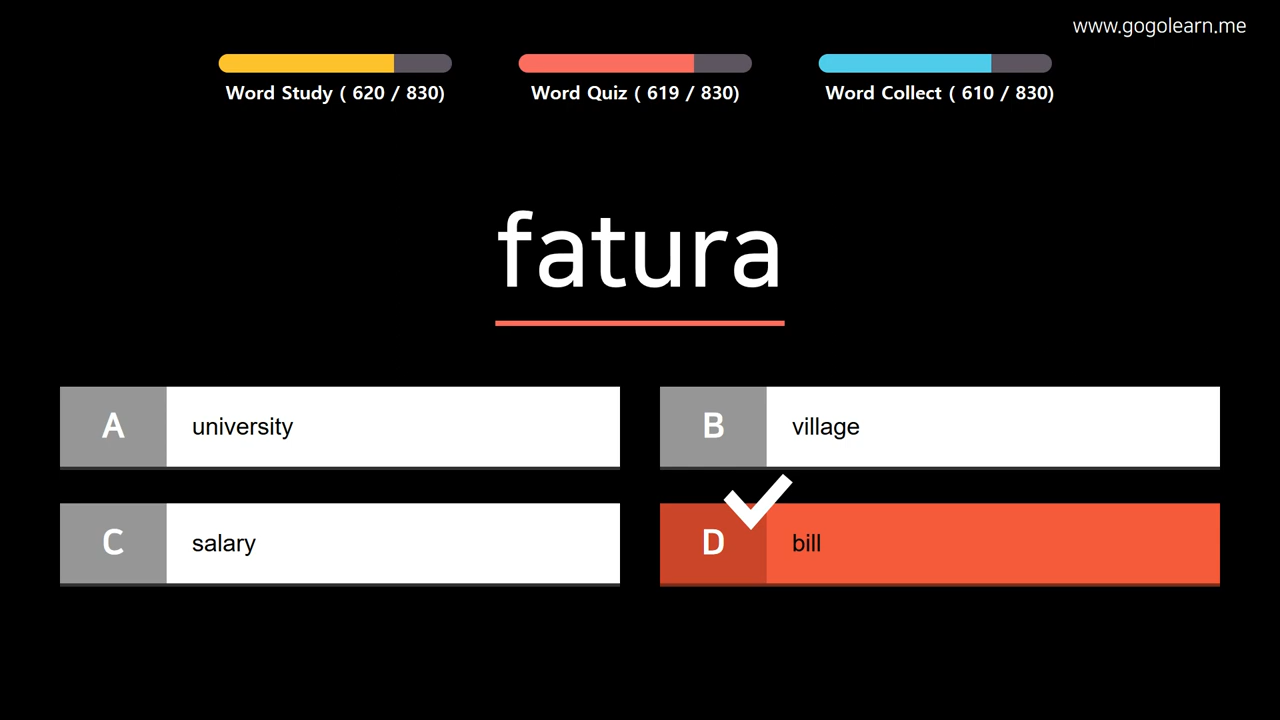 www.gogolearn.me
Word Study ( 620 / 830)
Word Quiz ( 619 / 830)
Word Collect ( 610 / 830)
fatura
A university
B village
C salary
D bill